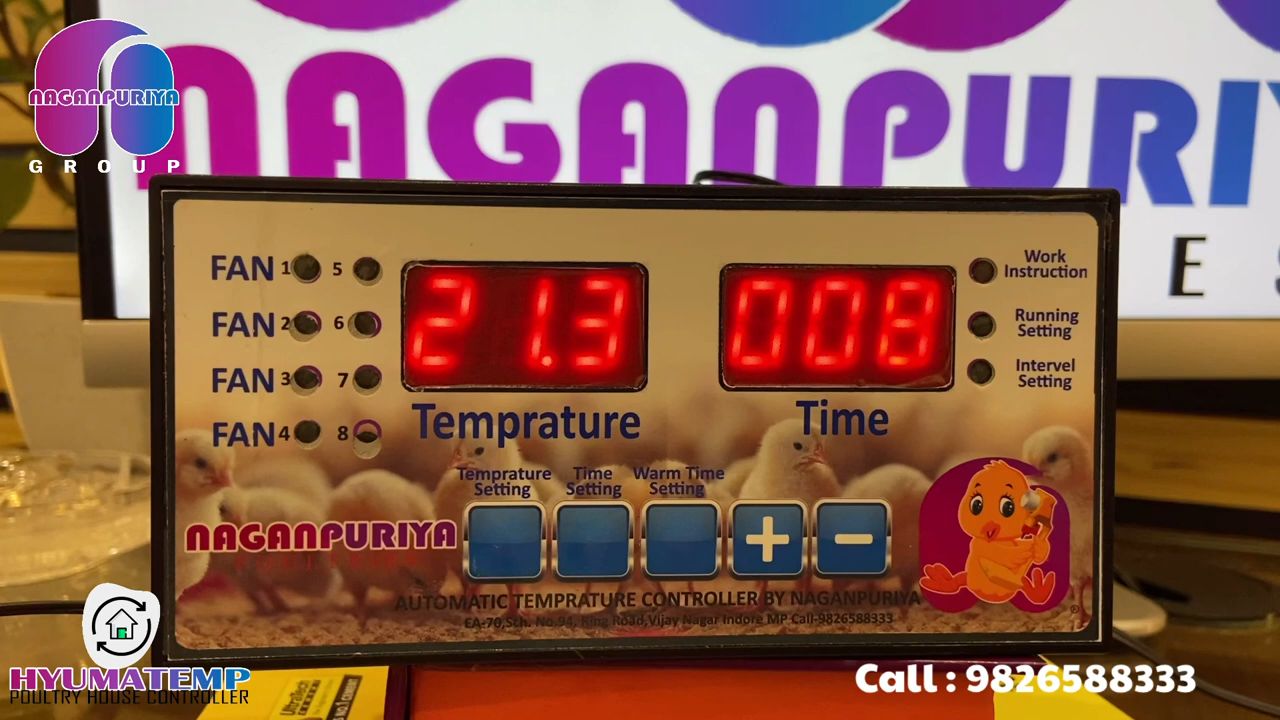 NAGANPURIYA
GROUP
NAGANPURI
E S
FAN 1 5
FAN 2 6
FAN 3 7
FAN 4 8
21.3
008
Temprature
Time
Work
Instruction
Running
Setting
Intervel
Setting
Temprature
Setting
Time
Setting
Warm Time
Setting
+ -
NAGANPURIYA
AUTOMATIC TEMPRATURE CONTROLLER BY NAGANPURIYA
EA-70,Sch. No.94, Ring Road,Vijay Nagar Indore MP Call-9826588333
®
HYUMATEMP
POULTRY HOUSE CONTROLLER
UltraTech
Call : 9826588333